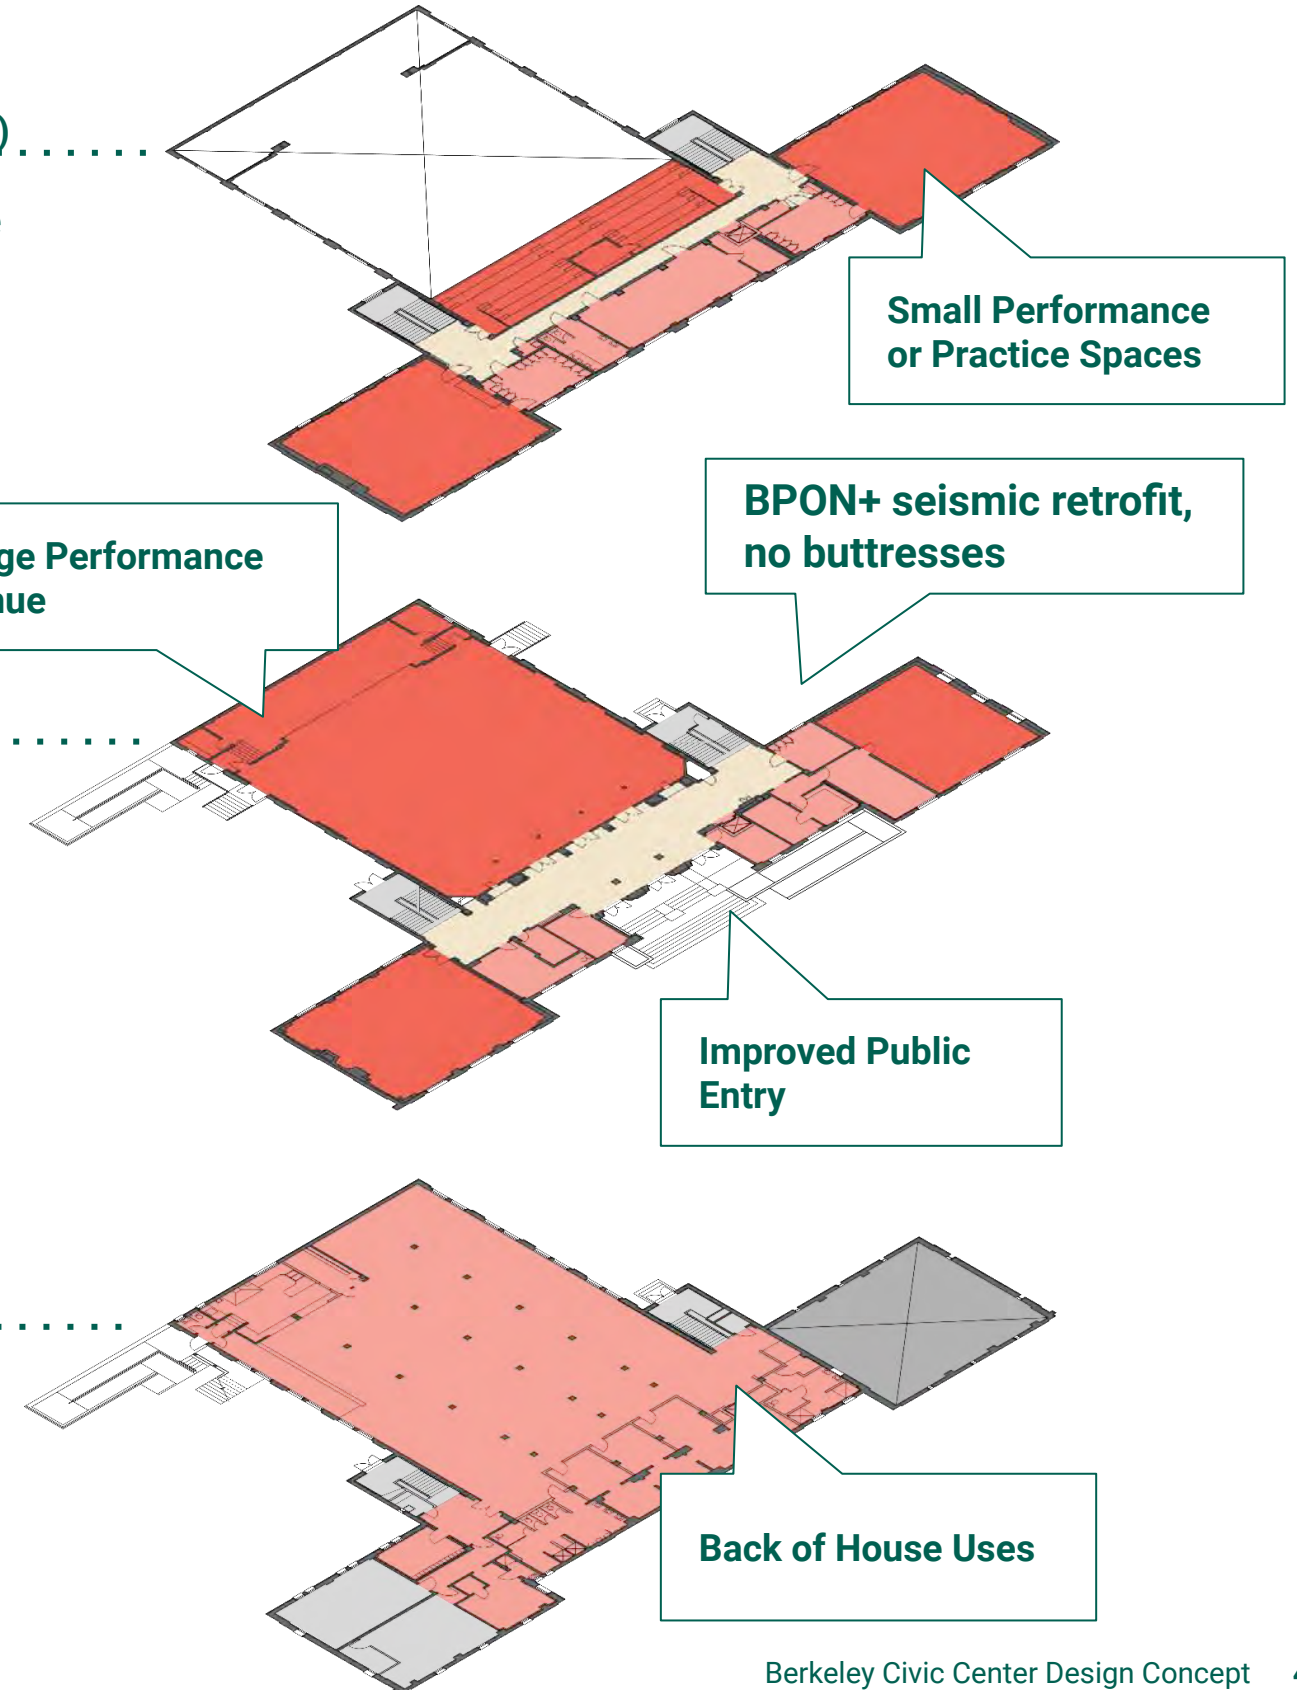 )
Small Performance
or Practice Spaces
BPON+ seismic retrofit,
no buttresses
ge Performance
nue
Improved Public
Entry
Back of House Uses
Berkeley Civic Center Design Concept